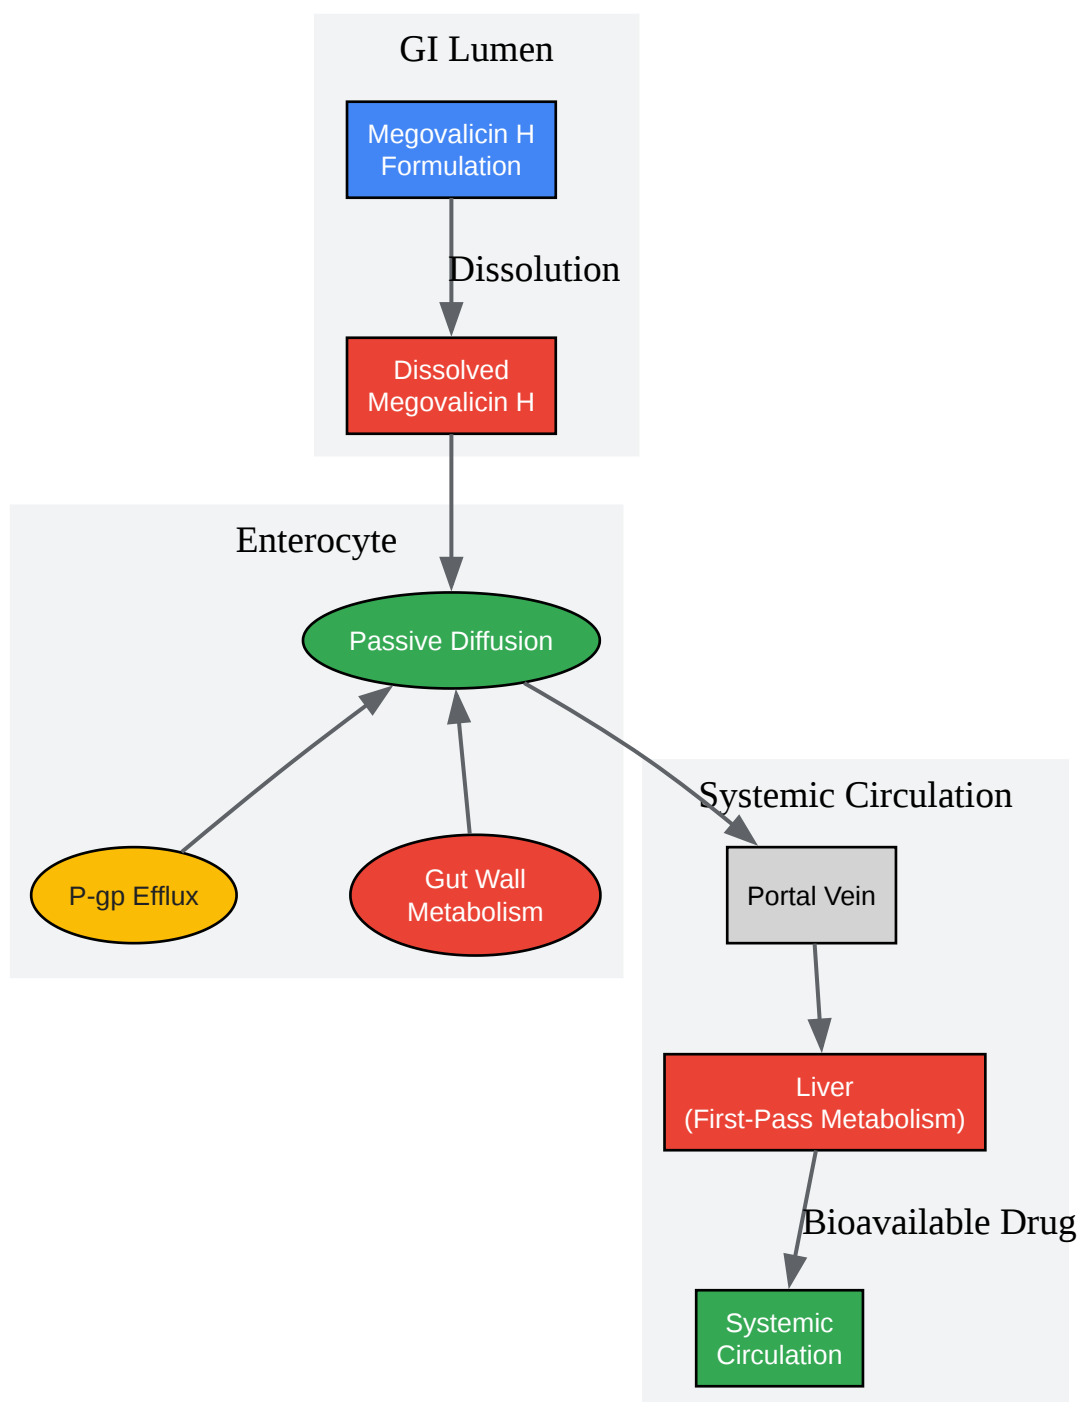 GI Lumen
Megovalicin H
Formulation
Dissolution
Dissolved
Megovalicin H
Enterocyte
Passive Diffusion
P-gp Efflux
Gut Wall
Metabolism
Systemic Circulation
Portal Vein
Liver
(First-Pass Metabolism)
Bioavailable Drug
Systemic
Circulation